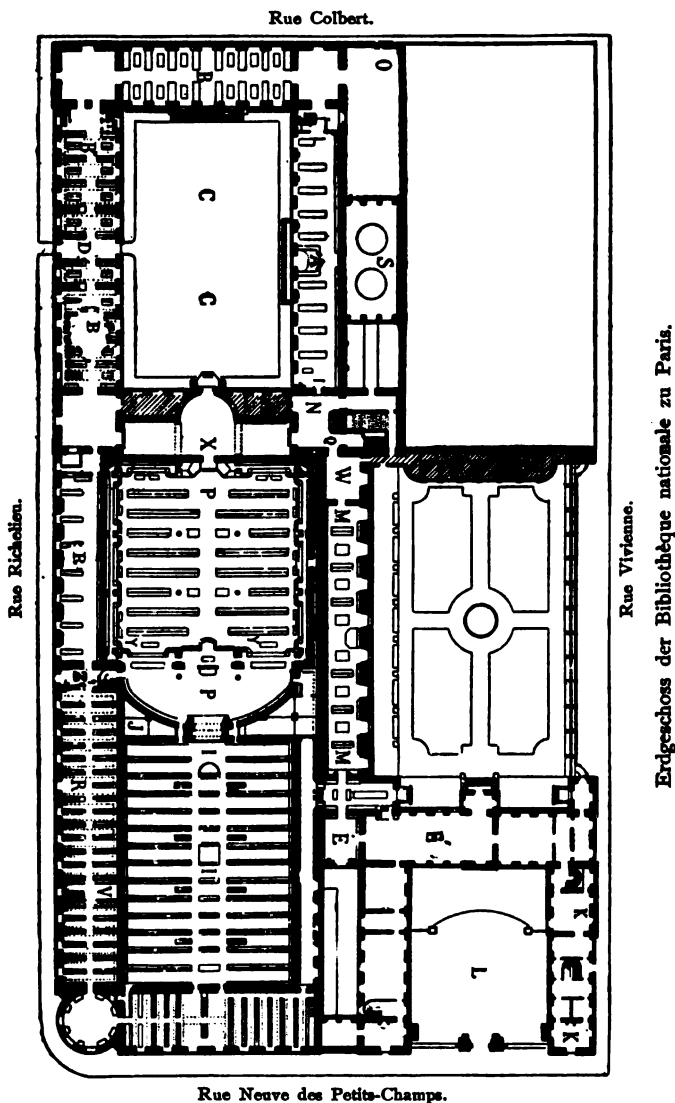 Rue Colbert.
Rue Richelieu.
Rue Vivienne.
Erdgeschoss der Bibliothèque nationale zu Paris.
Rue Neuve des Petits-Champs.
R
O
B'
C
C
D
S
A
B
N
Q
X
W
P
M
B
Y
Y
P
M
Z
J
I
E
E'
R
I
K
V
L
K